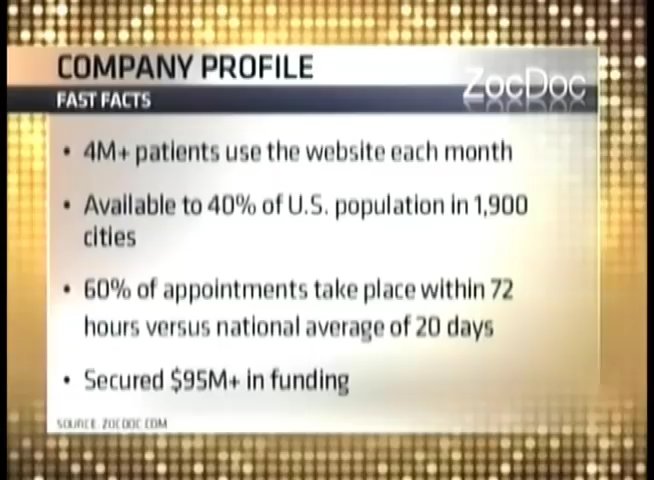 COMPANY PROFILE
ZocDoc
FAST FACTS
• 4M+ patients use the website each month
• Available to 40% of U.S. population in 1,900
cities
• 60% of appointments take place within 72
hours versus national average of 20 days
• Secured $95M+ in funding
SOURCE: ZOCDOC.COM